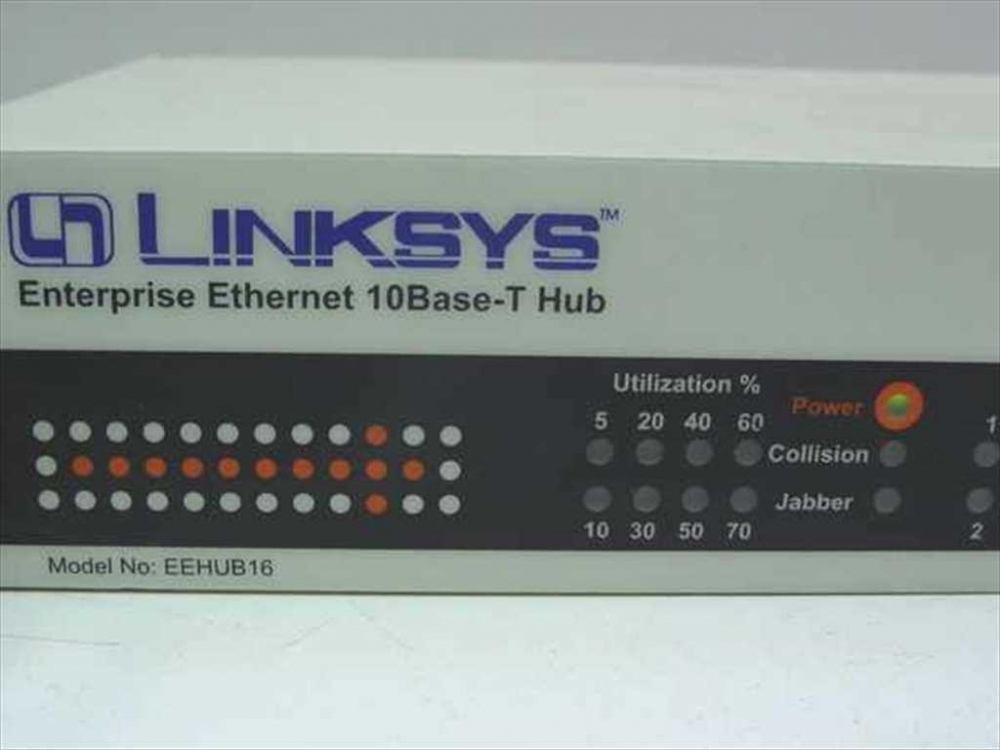 LINKSYS™
Enterprise Ethernet 10Base-T Hub
Utilization %
5 20 40 60
Power
Collision
Jabber
10 30 50 70
1
2
Model No: EEHUB16